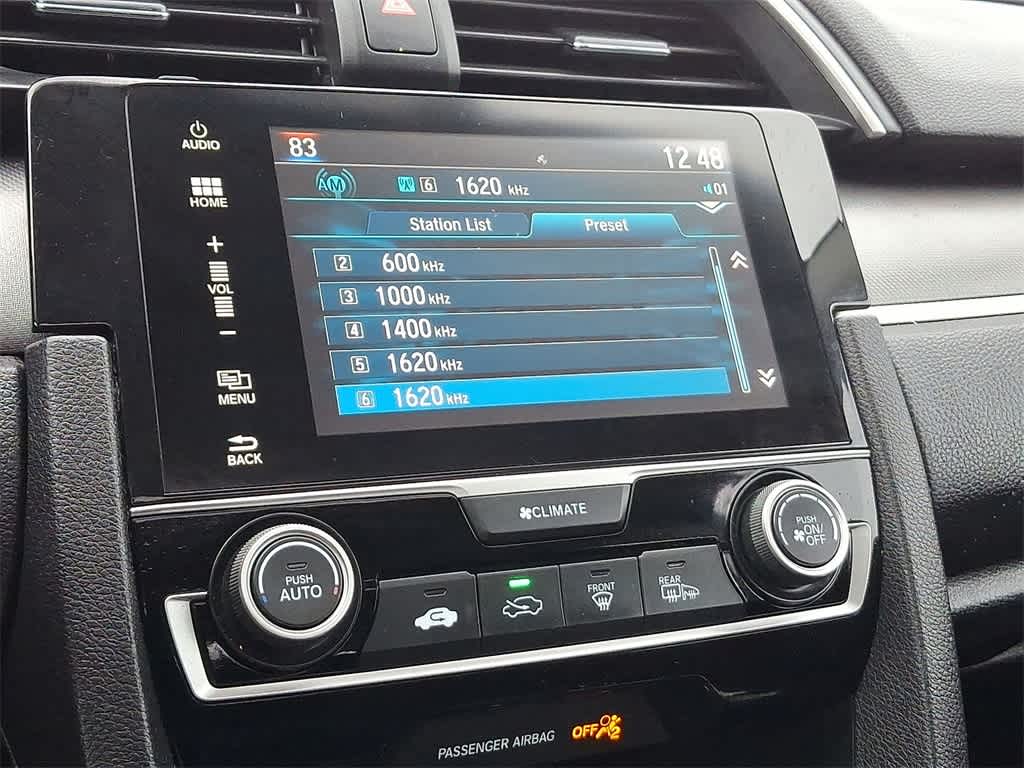 AUDIO
HOME
+
VOL
−
MENU
BACK
83
12 48
AM
6 1620 kHz
01
Station List
Preset
2 600 kHz
3 1000 kHz
4 1400 kHz
5 1620 kHz
6 1620 kHz
CLIMATE
PUSH
AUTO
FRONT
REAR
PUSH
ON/
OFF
PASSENGER AIRBAG
OFF 2